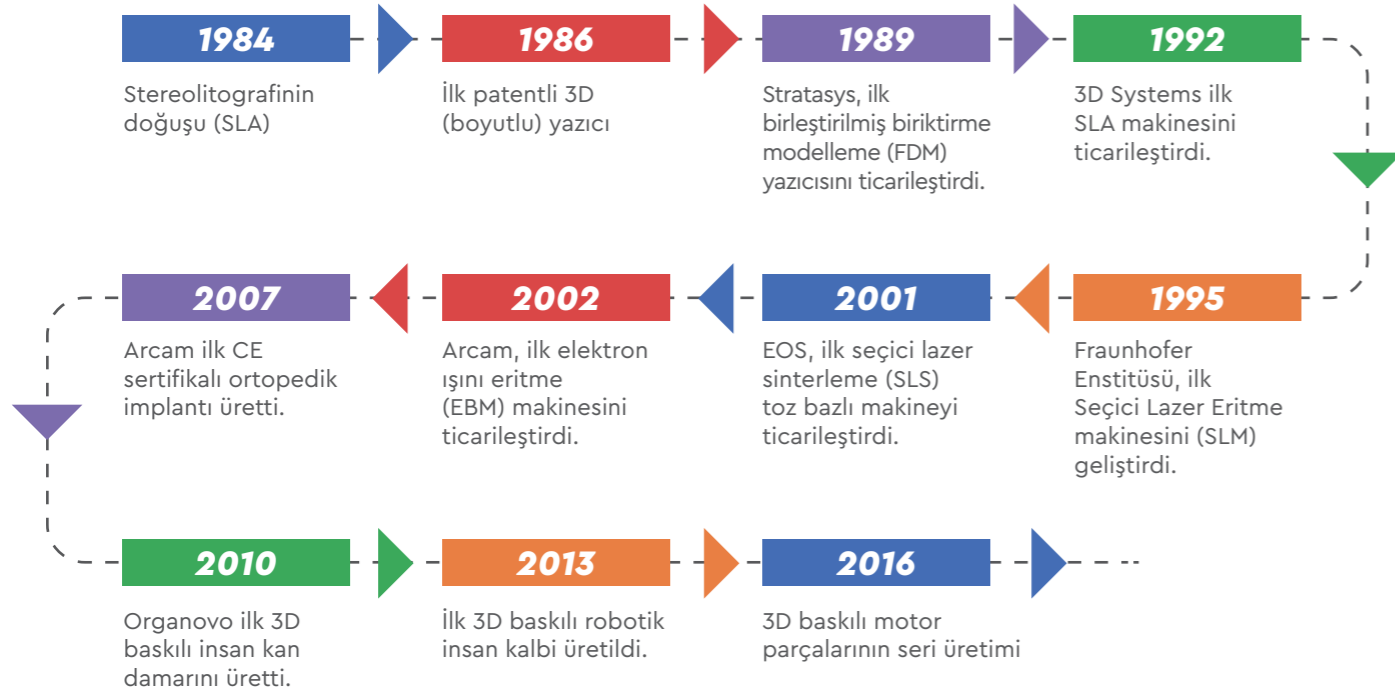 1984
Stereolitografinin
doğuşu (SLA)
1986
İlk patentli 3D
(boyutlu) yazıcı
1989
Stratasys, ilk
birleştirilmiş biriktirme
modelleme (FDM)
yazıcısını ticarileştirdi.
1992
3D Systems ilk
SLA makinesini
ticarileştirdi.
1995
Fraunhofer
Enstitüsü, ilk
Seçici Lazer Eritme
makinesini (SLM)
geliştirdi.
2001
EOS, ilk seçici lazer
sinterleme (SLS)
toz bazlı makineyi
ticarileştirdi.
2002
Arcam, ilk elektron
ışını eritme
(EBM) makinesini
ticarileştirdi.
2007
Arcam ilk CE
sertifikalı ortopedik
implantı üretti.
2010
Organovo ilk 3D
baskılı insan kan
damarını üretti.
2013
İlk 3D baskılı robotik
insan kalbi üretildi.
2016
3D baskılı motor
parçalarının seri üretimi